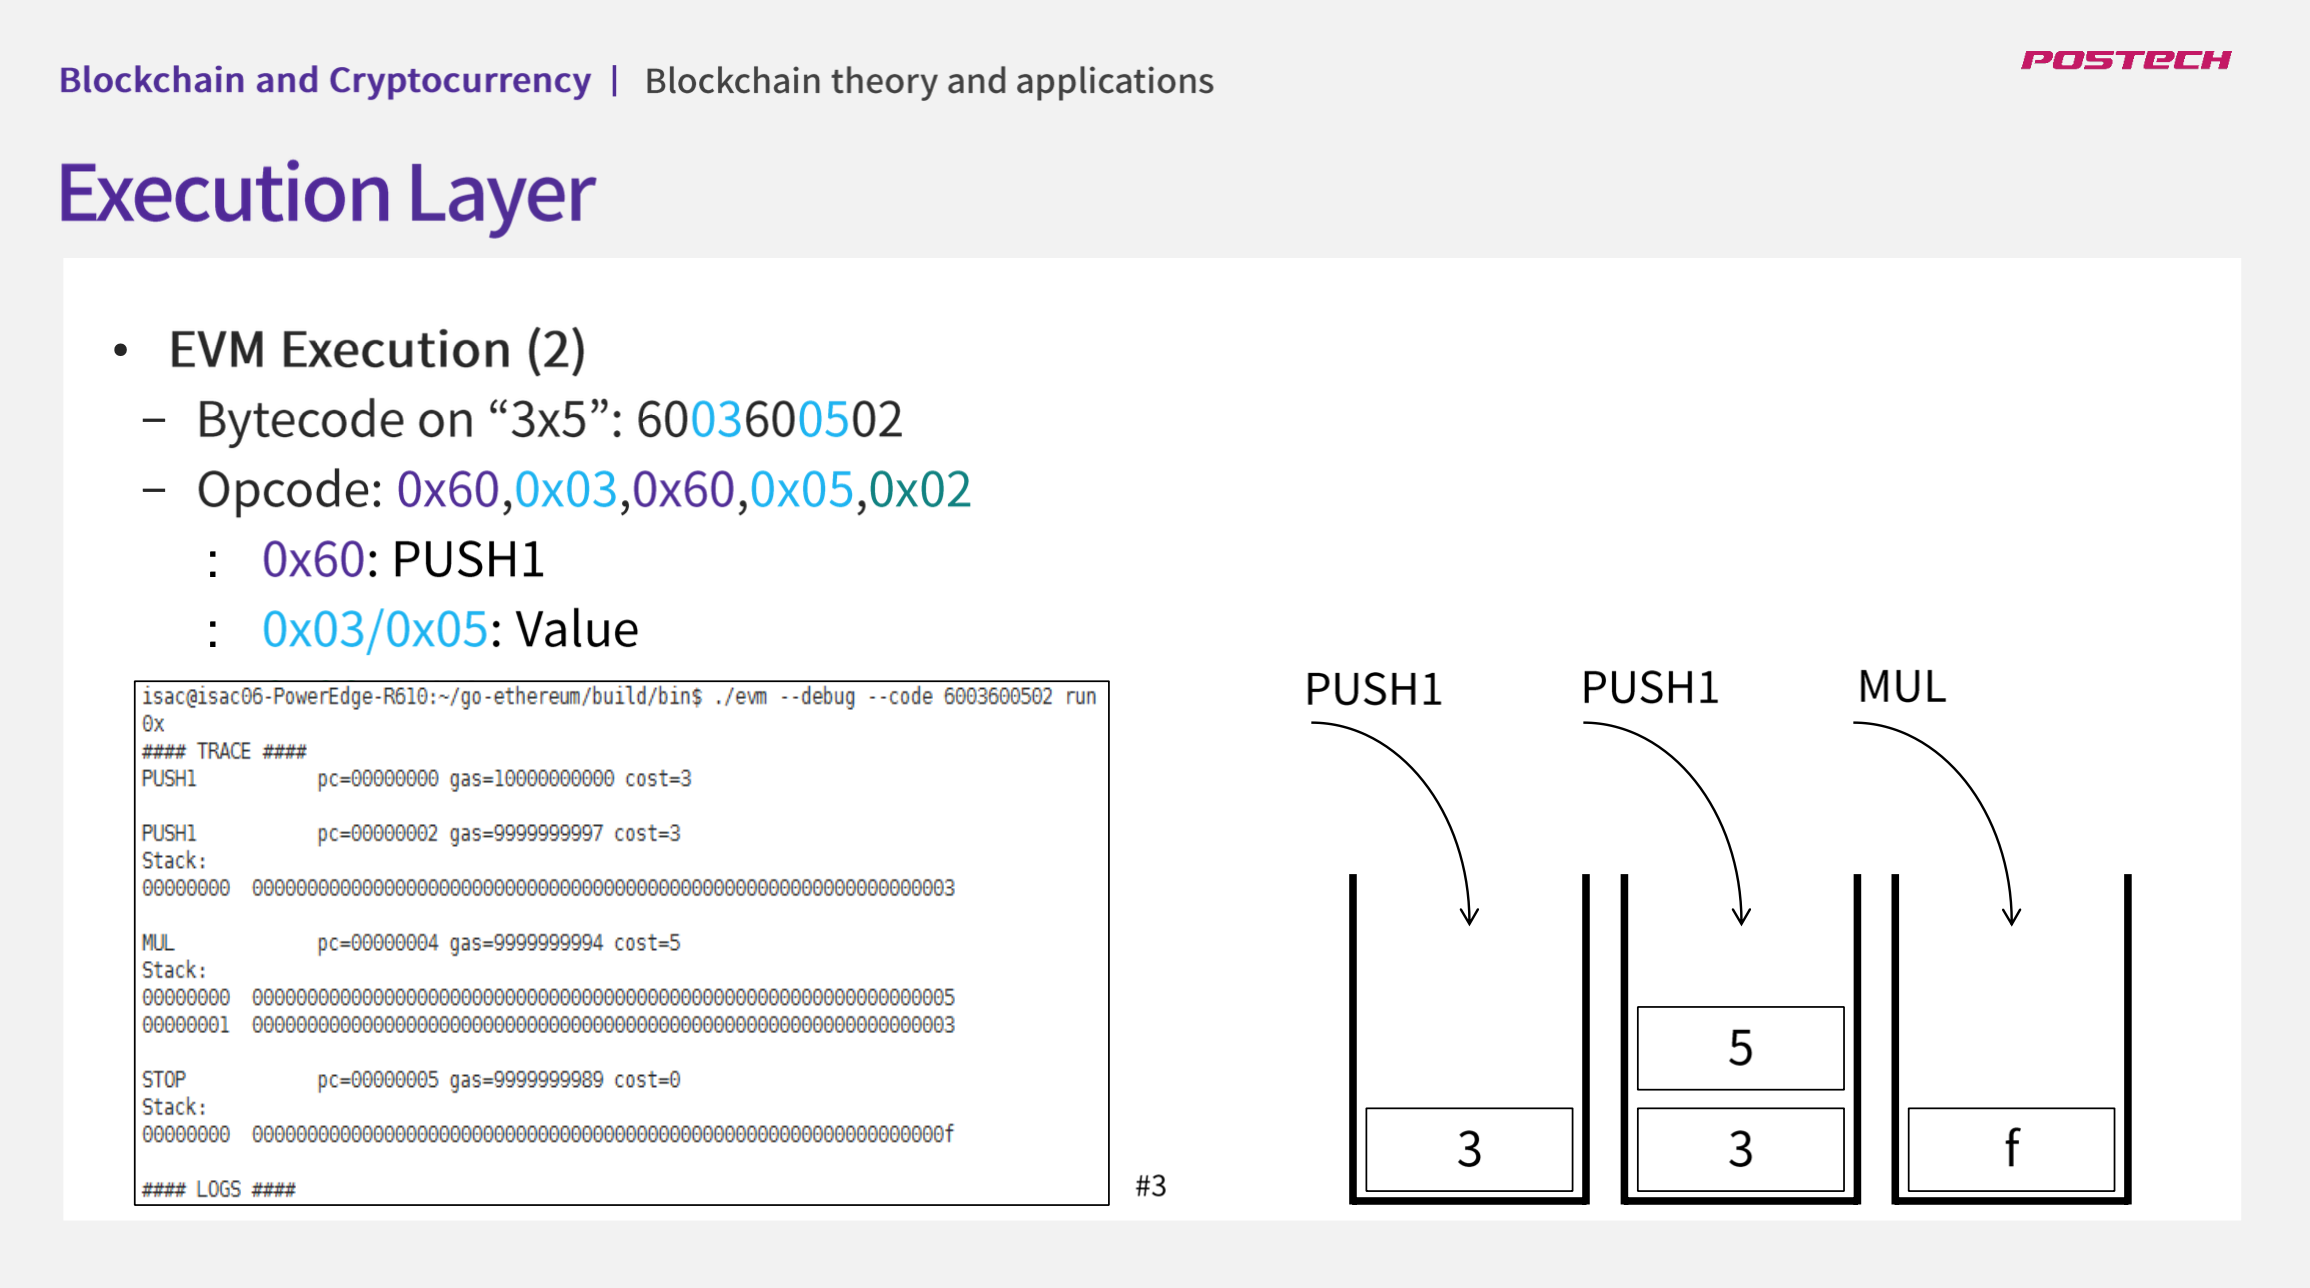 Blockchain and Cryptocurrency | Blockchain theory and applications
POSTECH
Execution Layer
• EVM Execution (2)
– Bytecode on “3x5”: 6003600502
– Opcode: 0x60,0x03,0x60,0x05,0x02
: 0x60: PUSH1
: 0x03/0x05: Value
isac@isac06-PowerEdge-R610:~/go-ethereum/build/bin$ ./evm --debug --code 6003600502 run
0x
#### TRACE ####
PUSH1 pc=00000000 gas=10000000000 cost=3
PUSH1 pc=00000002 gas=9999999997 cost=3
Stack:
00000000 0000000000000000000000000000000000000000000000000000000000000003
MUL pc=00000004 gas=9999999994 cost=5
Stack:
00000000 0000000000000000000000000000000000000000000000000000000000000005
00000001 0000000000000000000000000000000000000000000000000000000000000003
STOP pc=00000005 gas=9999999989 cost=0
Stack:
00000000 000000000000000000000000000000000000000000000000000000000000000f
#### LOGS ####
#3
PUSH1
3
PUSH1
5
3
MUL
f